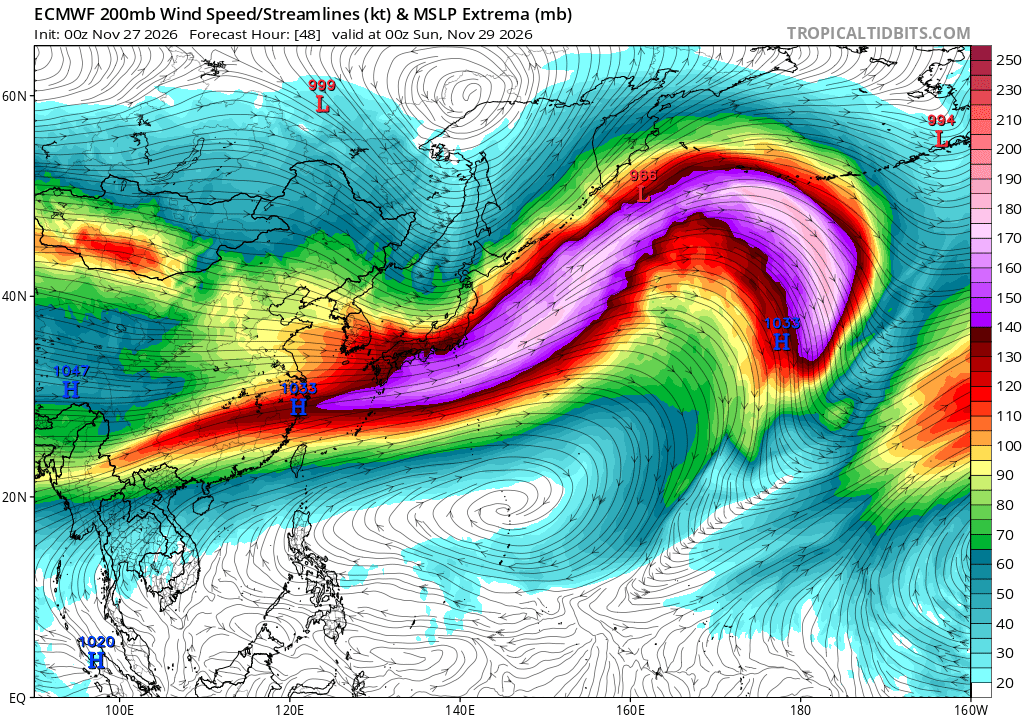 ECMWF 200mb Wind Speed/Streamlines (kt) & MSLP Extrema (mb)
Init: 00z Nov 27 2026 Forecast Hour: [48] valid at 00z Sun, Nov 29 2026 TROPICALTIDBITS.COM
60N
40N
20N
EQ
999
L
994
L
L
1047
H
1033
H
H
1020
H
250
230
210
200
190
180
170
160
150
140
130
120
110
100
90
80
70
60
50
40
30
20
100E
120E
140E
160E
180
160W